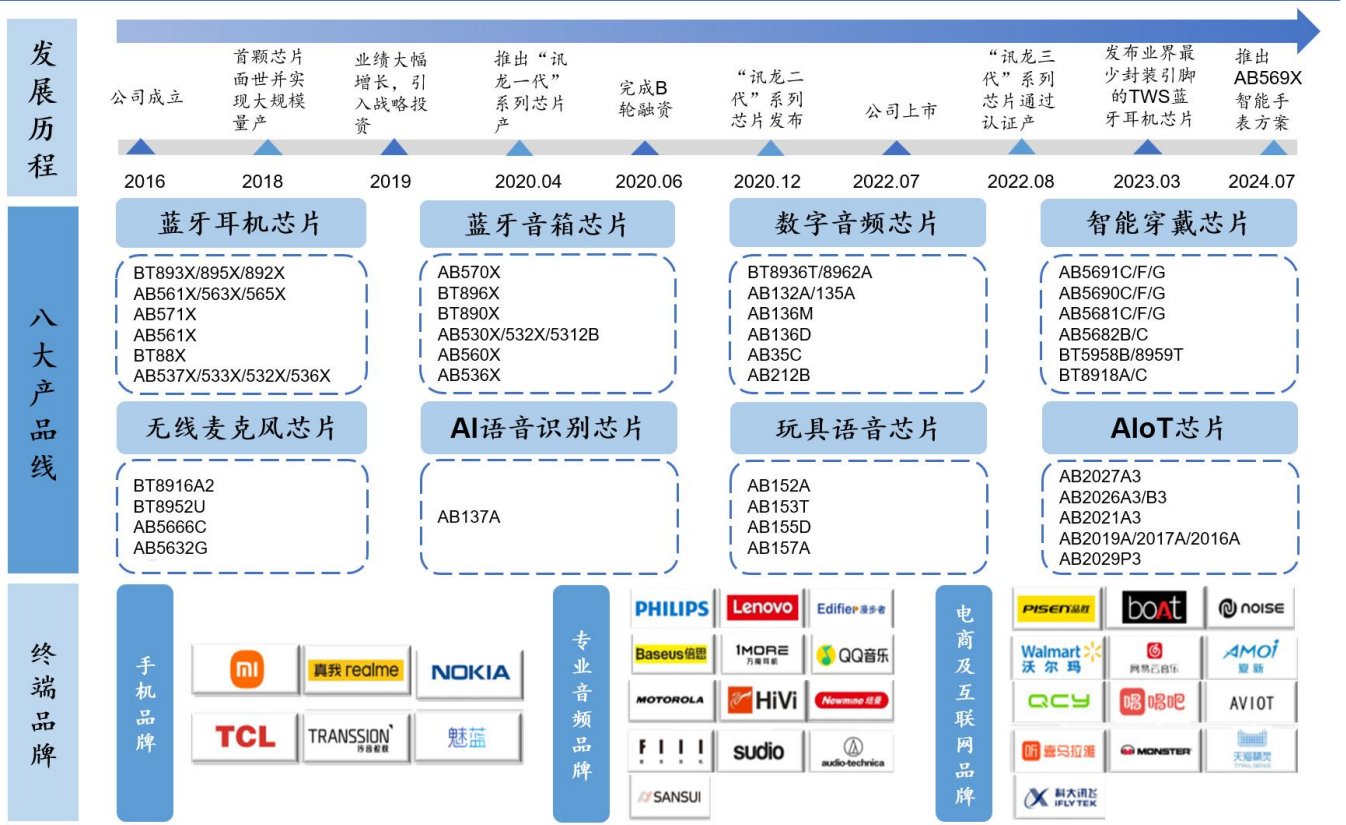 发展历程
公司成立
首颗芯片
面世并实
现大规模
量产
业绩大幅
增长，引
入战略投
资
推出“讯
龙一代”
系列芯片
产
完成B
轮融资
“讯龙二
代”系列
芯片发布
公司上市
“讯龙三
代”系列
芯片通过
认证产
发布业界最
少封装引脚
的TWS蓝
牙耳机芯片
推出
AB569X
智能手
表方案
2016
2018
2019
2020.04
2020.06
2020.12
2022.07
2022.08
2023.03
2024.07
八大产品线
蓝牙耳机芯片
BT893X/895X/892X
AB561X/563X/565X
AB571X
AB561X
BT88X
AB537X/533X/532X/536X
蓝牙音箱芯片
AB570X
BT896X
BT890X
AB530X/532X/5312B
AB560X
AB536X
数字音频芯片
BT8936T/8962A
AB132A/135A
AB136M
AB136D
AB35C
AB212B
智能穿戴芯片
AB5691C/F/G
AB5690C/F/G
AB5681C/F/G
AB5682B/C
BT5958B/8959T
BT8918A/C
无线麦克风芯片
BT8916A2
BT8952U
AB5666C
AB5632G
AI语音识别芯片
AB137A
玩具语音芯片
AB152A
AB153T
AB155D
AB157A
AIoT芯片
AB2027A3
AB2026A3/B3
AB2021A3
AB2019A/2017A/2016A
AB2029P3
终端品牌
手机品牌
mi
真我 realme
NOKIA
TCL
TRANSSION
传音控股
魅蓝
专业音频品牌
PHILIPS
Lenovo
Edifier漫步者
Baseus倍思
1MORE
万魔耳机
QQ音乐
MOTOROLA
HiVi
Newmine 纽曼
FIIL
sudio
audio-technica
SANSUI
电商及互联网品牌
PISEN品胜
boAt
noise
Walmart
沃尔玛
网易云音乐
AMOI
夏新
QCY
唱 唱吧
AVIOT
听 喜马拉雅
MONSTER
天猫精灵
TMALL GENIE
科大讯飞
iFLYTEK